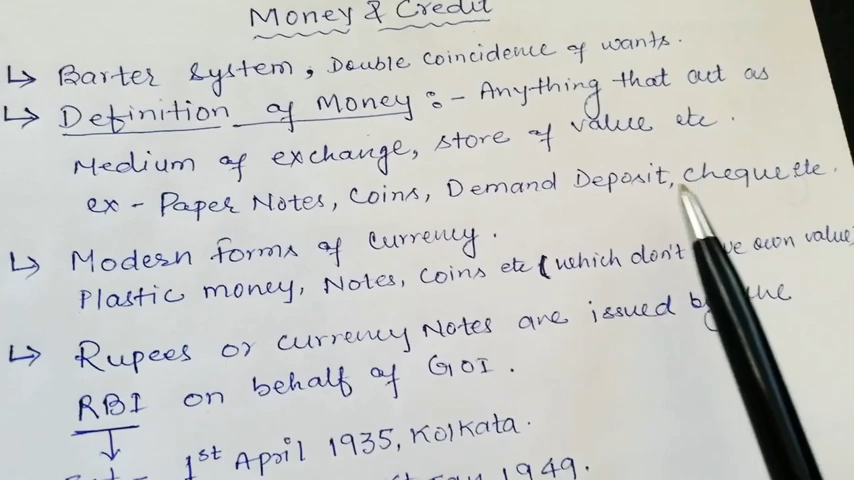 Money & Credit
↳ Barter system, Double coincidence of wants.
↳ Definition of Money :- Anything that act as
Medium of exchange, store of value etc.
ex - Paper Notes, Coins, Demand Deposit, cheque etc.
↳ Modern forms of currency.
Plastic money, Notes, Coins etc (which don't own value)
↳ Rupees or currency Notes are issued by the
RBI on behalf of GOI.
1st April 1935, Kolkata.
1949.